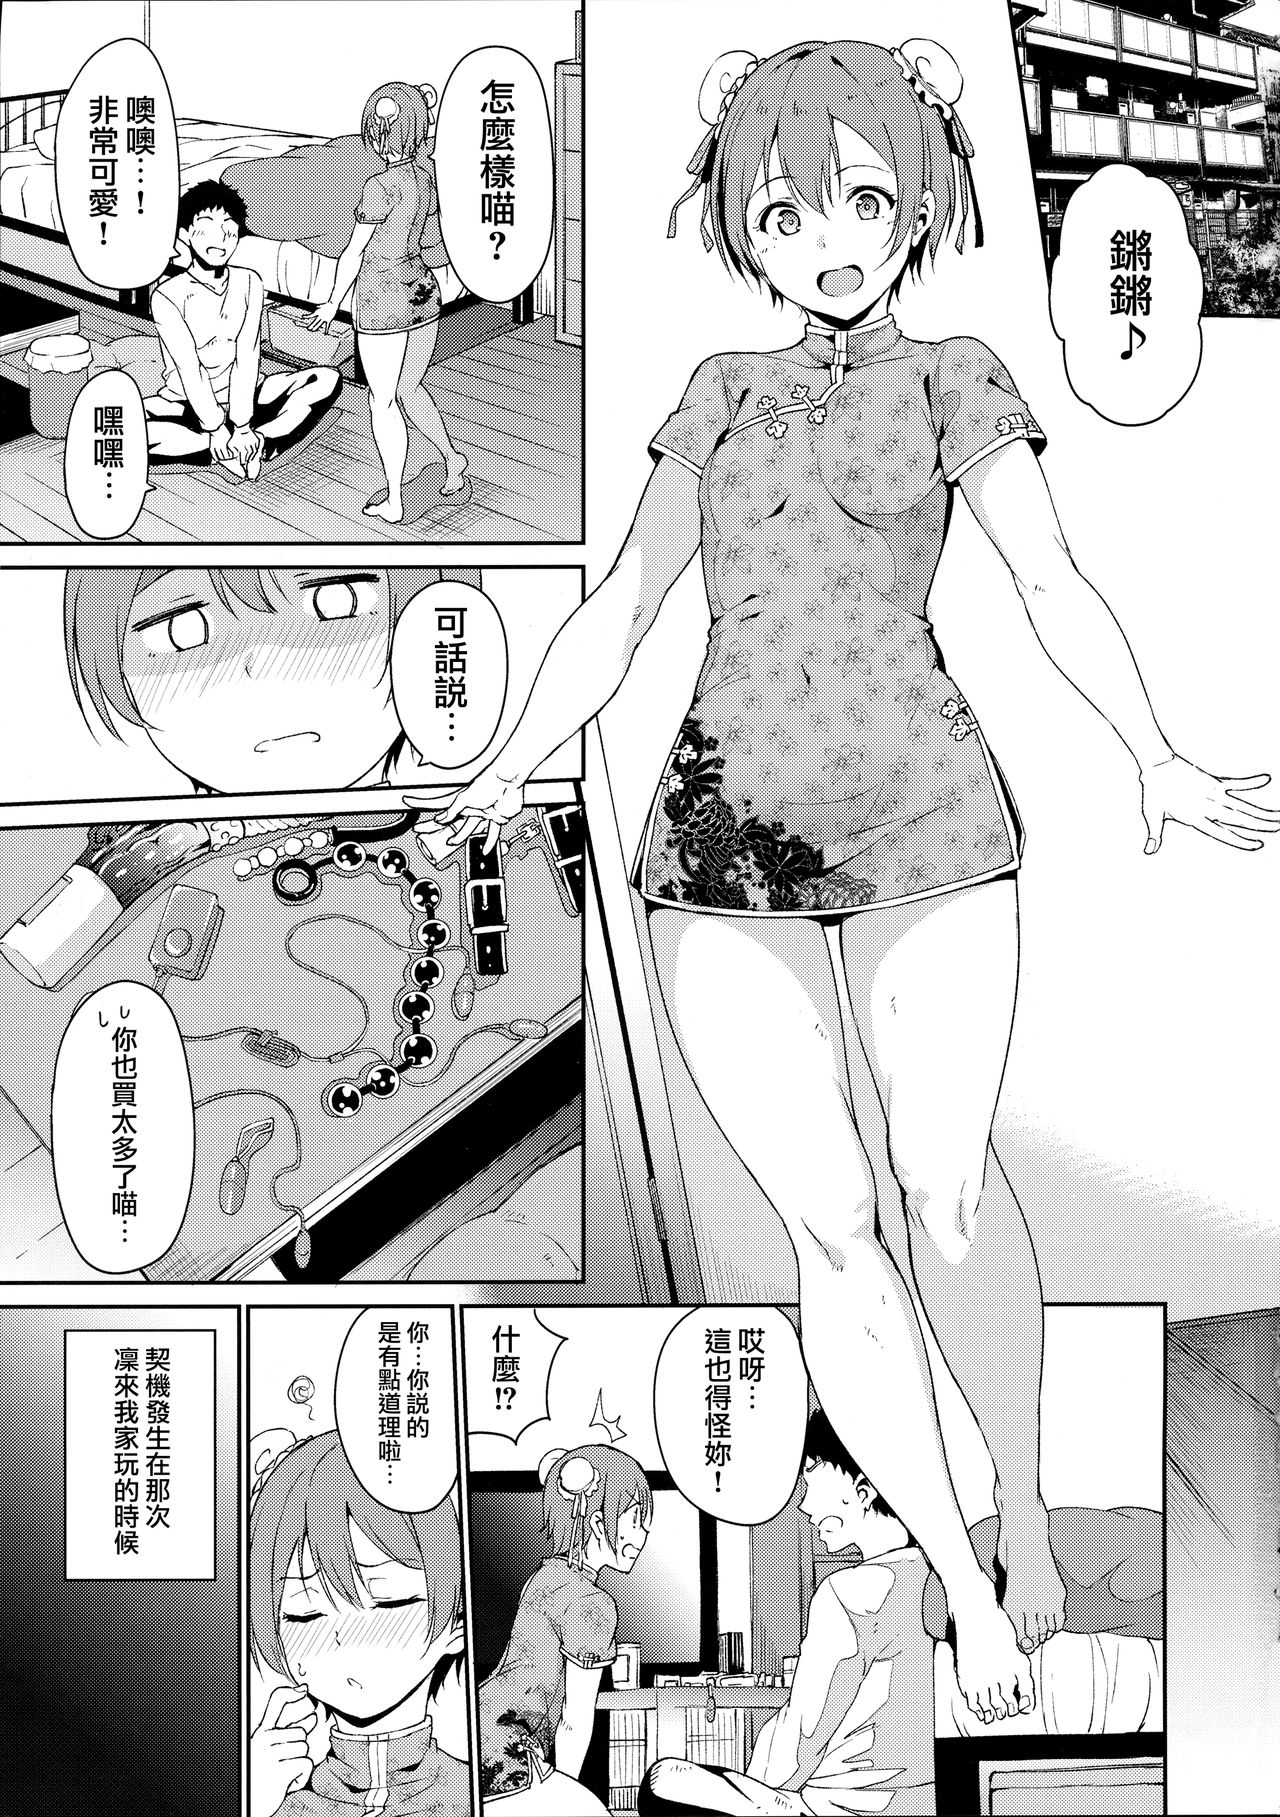 鏘鏘♪
怎麼樣喵?
噢噢…!
非常可愛!
嘿嘿…
可話說…
你也買太多了喵…
哎呀…
這也得怪妳!
什麼!?
你…你說的
是有點道理啦…
契機發生在那次
凜來我家玩的時候